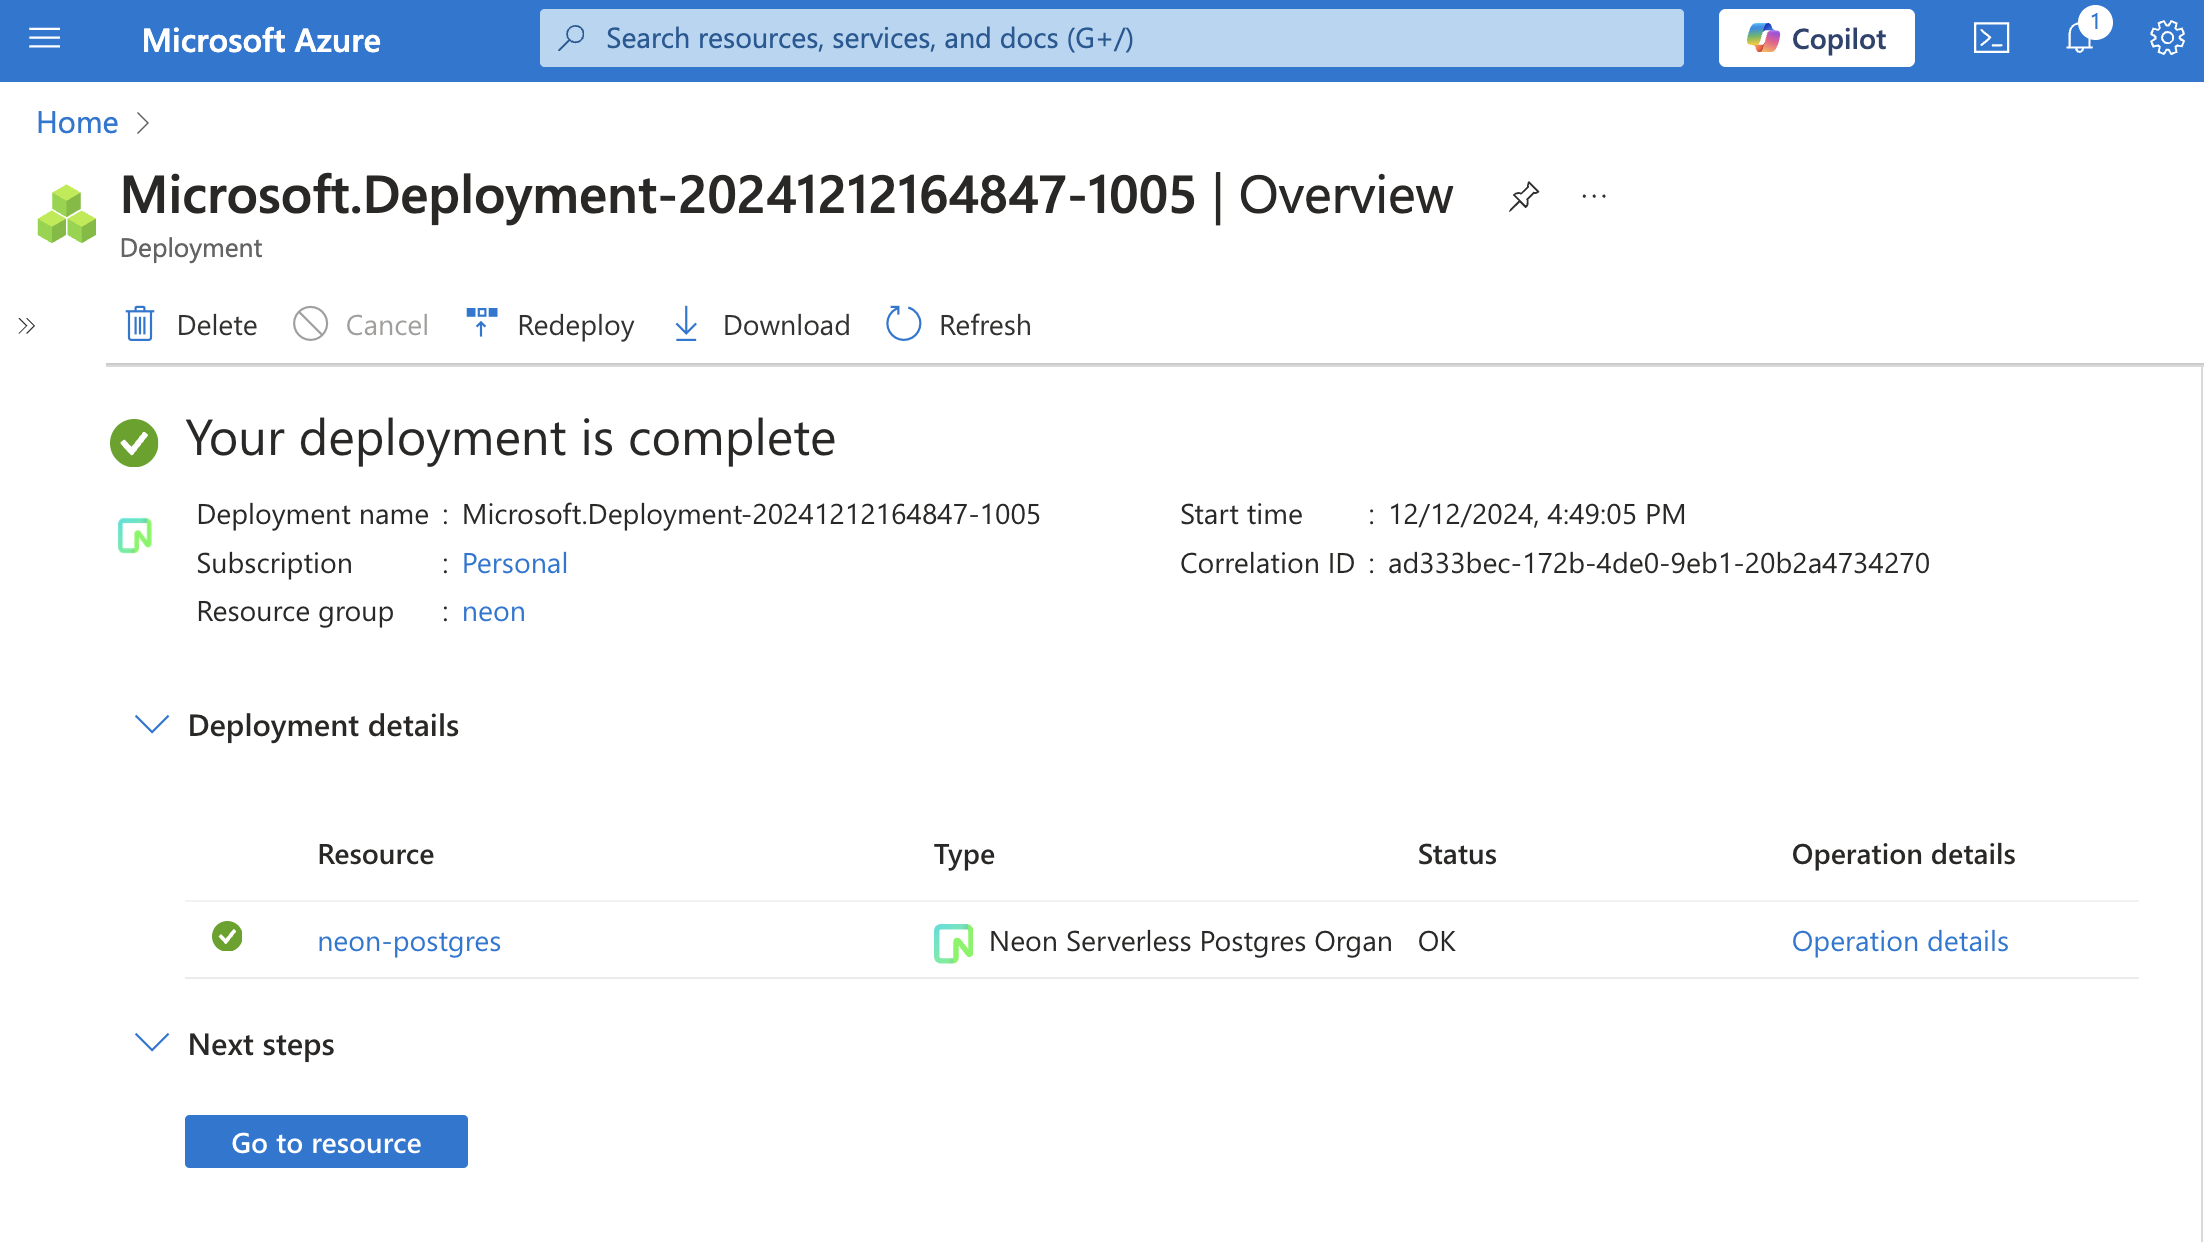 Microsoft Azure
Search resources, services, and docs (G+/)
Copilot
1
Home
Microsoft.Deployment-20241212164847-1005 | Overview
Deployment
Delete
Cancel
Redeploy
Download
Refresh
Your deployment is complete
Deployment name : Microsoft.Deployment-20241212164847-1005
Subscription : Personal
Resource group : neon
Start time : 12/12/2024, 4:49:05 PM
Correlation ID : ad333bec-172b-4de0-9eb1-20b2a4734270
Deployment details
Resource Type Status Operation details
neon-postgres Neon Serverless Postgres Organ OK Operation details
Next steps
Go to resource